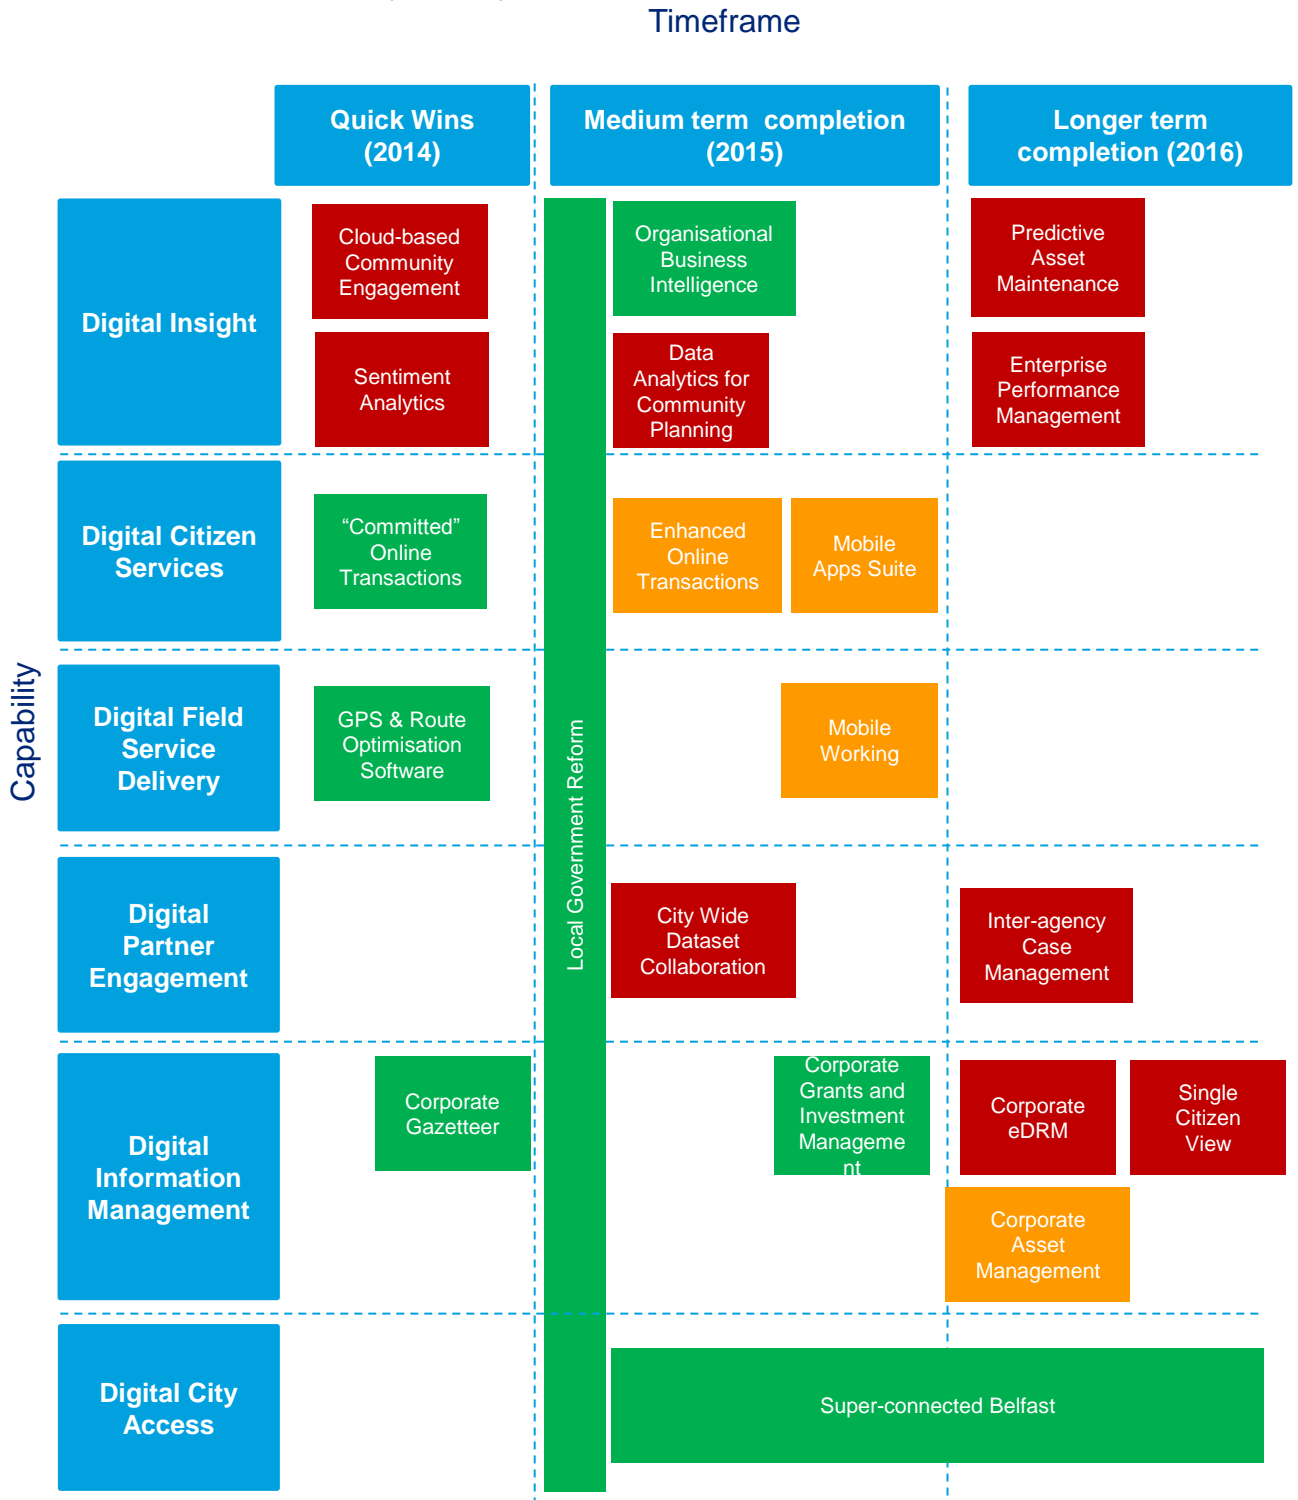 Timeframe
Quick Wins
(2014)
Medium term  completion
(2015)
Longer term
completion (2016)
Capability
Digital Insight
Cloud-based
Community
Engagement
Sentiment
Analytics
Organisational
Business
Intelligence
Data
Analytics for
Community
Planning
Predictive
Asset
Maintenance
Enterprise
Performance
Management
Local Government Reform
Digital Citizen
Services
“Committed”
Online
Transactions
Enhanced
Online
Transactions
Mobile
Apps Suite
Digital Field
Service
Delivery
GPS & Route
Optimisation
Software
Mobile
Working
Digital
Partner
Engagement
City Wide
Dataset
Collaboration
Inter-agency
Case
Management
Digital
Information
Management
Corporate
Gazetteer
Corporate
Grants and
Investment
Manageme
nt
Corporate
eDRM
Single
Citizen
View
Corporate
Asset
Management
Digital City
Access
Super-connected Belfast